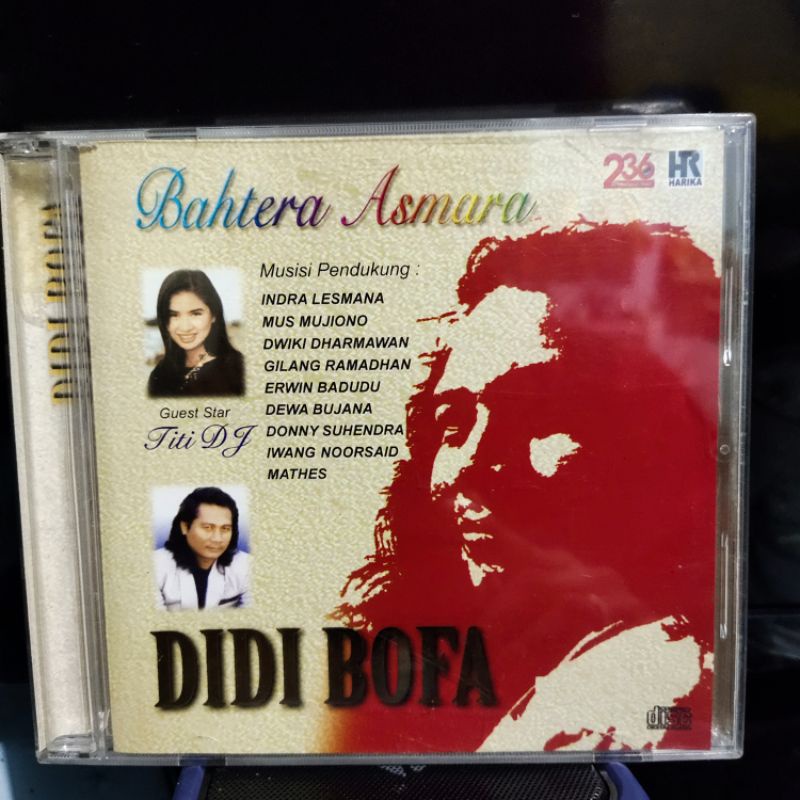 Bahtera Asmara
236
HR
HARIKA
Musisi Pendukung :
INDRA LESMANA
MUS MUJIONO
DWIKI DHARMAWAN
GILANG RAMADHAN
ERWIN BADUDU
DEWA BUJANA
DONNY SUHENDRA
IWANG NOORSAID
MATHES
Guest Star
Titi DJ
DIDI BOFA
disc
DIDI BOFA